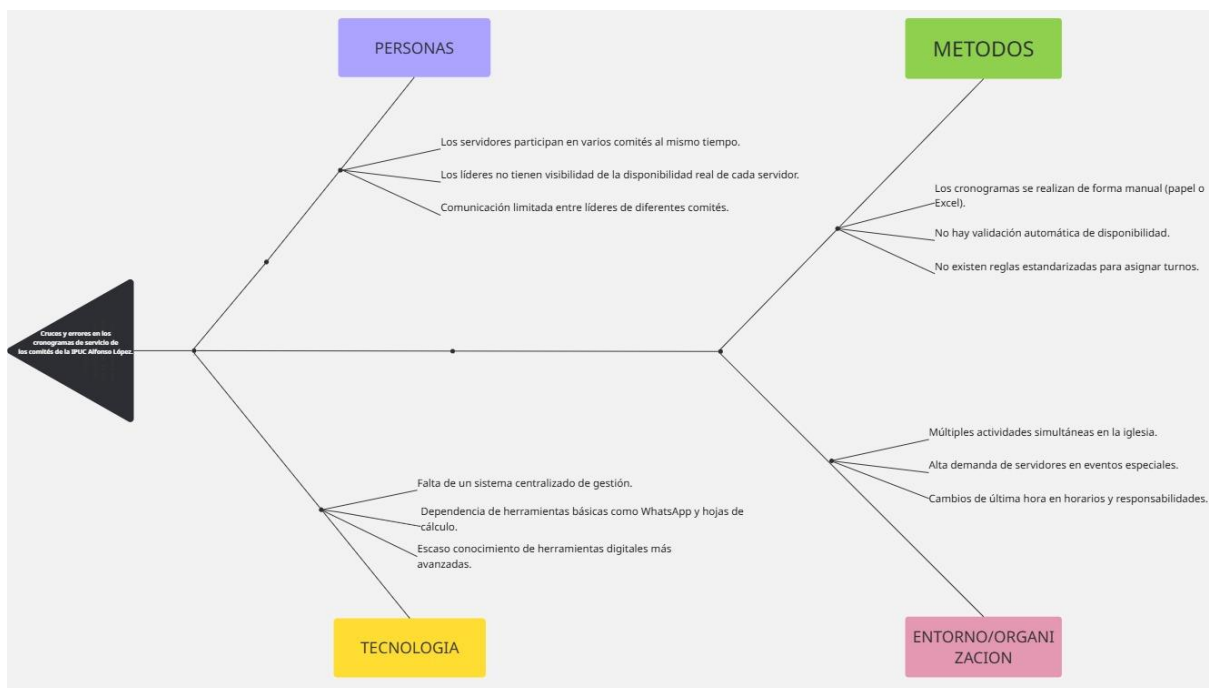 PERSONAS
METODOS
Los servidores participan en varios comités al mismo tiempo.
Los líderes no tienen visibilidad de la disponibilidad real de cada servidor.
Comunicación limitada entre líderes de diferentes comités.
Los cronogramas se realizan de forma manual (papel o
Excel).
No hay validación automática de disponibilidad.
No existen reglas estandarizadas para asignar turnos.
Cruces y errores en los
cronogramas de servicio de
los comités de la IPUC Alfonso López.
Falta de un sistema centralizado de gestión.
Dependencia de herramientas básicas como WhatsApp y hojas de
cálculo.
Escaso conocimiento de herramientas digitales más
avanzadas.
Múltiples actividades simultáneas en la iglesia.
Alta demanda de servidores en eventos especiales.
Cambios de última hora en horarios y responsabilidades.
TECNOLOGIA
ENTORNO/ORGANI
ZACION